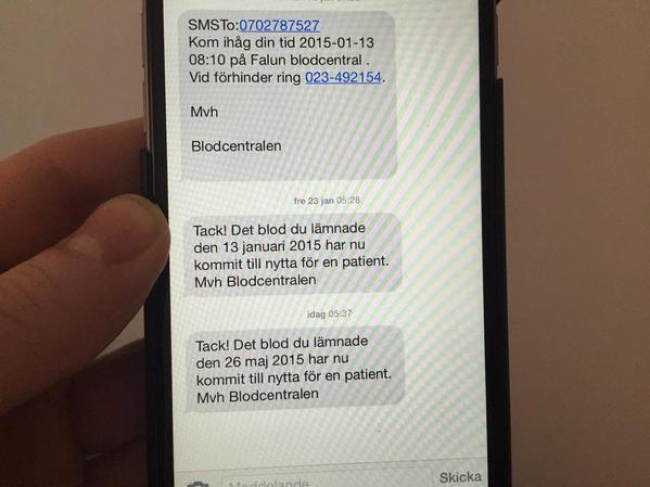 SMSTo:0702787527
Kom ihåg din tid 2015-01-13
08:10 på Falun blodcentral .
Vid förhinder ring 023-492154.
Mvh
Blodcentralen
fre 23 jan 05:28
Tack! Det blod du lämnade
den 13 januari 2015 har nu
kommit till nytta för en patient.
Mvh Blodcentralen
idag 05:37
Tack! Det blod du lämnade
den 26 maj 2015 har nu
kommit till nytta för en patient.
Mvh Blodcentralen
Meddelande
Skicka